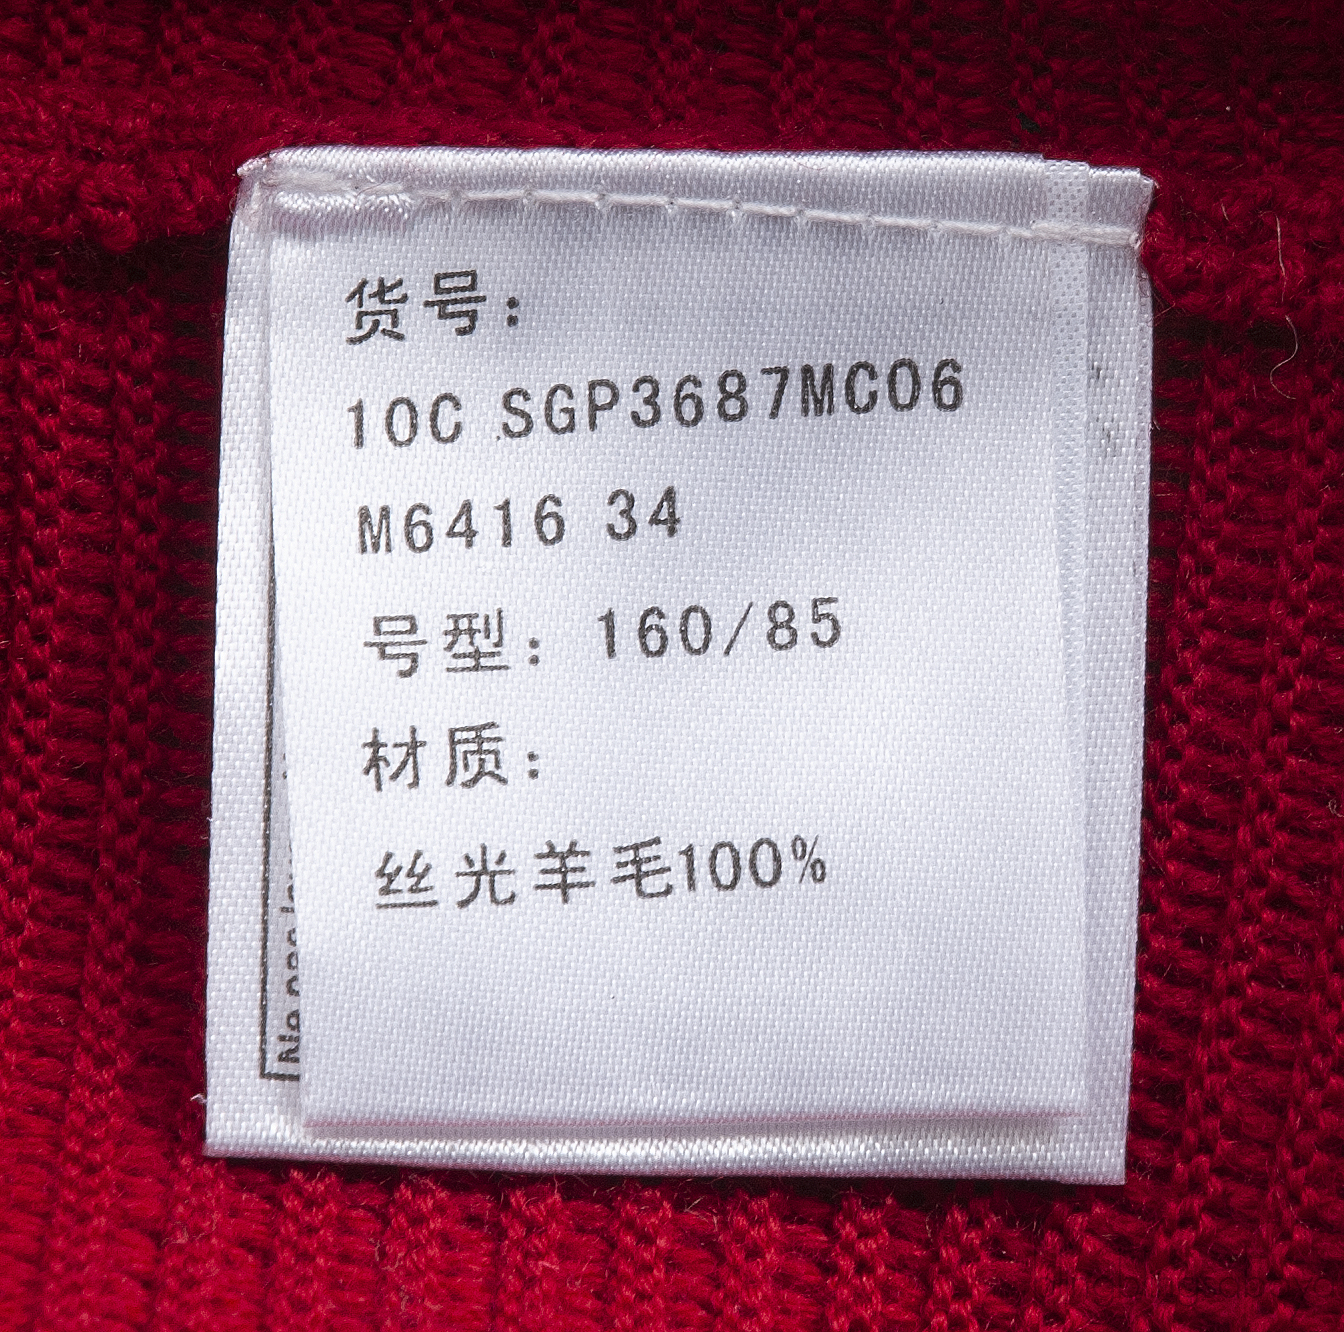 货号：
10C SGP3687MC06
M6416 34
号型： 160/85
材质：
丝光羊毛100%